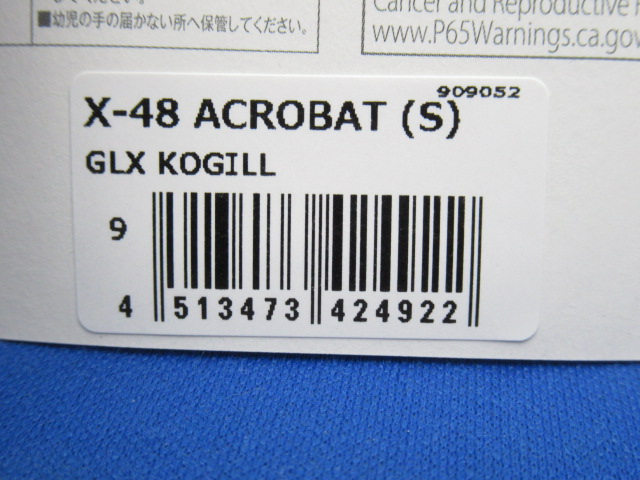 ■幼児の手の届かない所へ保管してください。
Cancer and Reproductive
www.P65Warnings.ca.gov
909052
X-48 ACROBAT (S)
GLX KOGILL
9
4 513473 424922